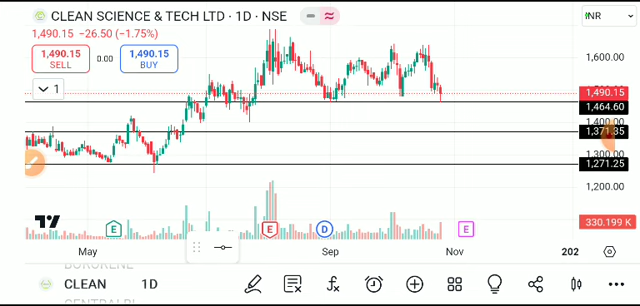 CLEAN SCIENCE & TECH LTD · 1D · NSE
INR
1,490.15 −26.50 (−1.75%)
1,490.15
SELL
0.00
1,490.15
BUY
1
1,600.00
1,490.15
1,464.60
1,400.00
1,371.35
1,300.00
1,271.25
1,200.00
330.199 K
E
E
D
E
May
Sep
Nov
202
CLEAN
1D